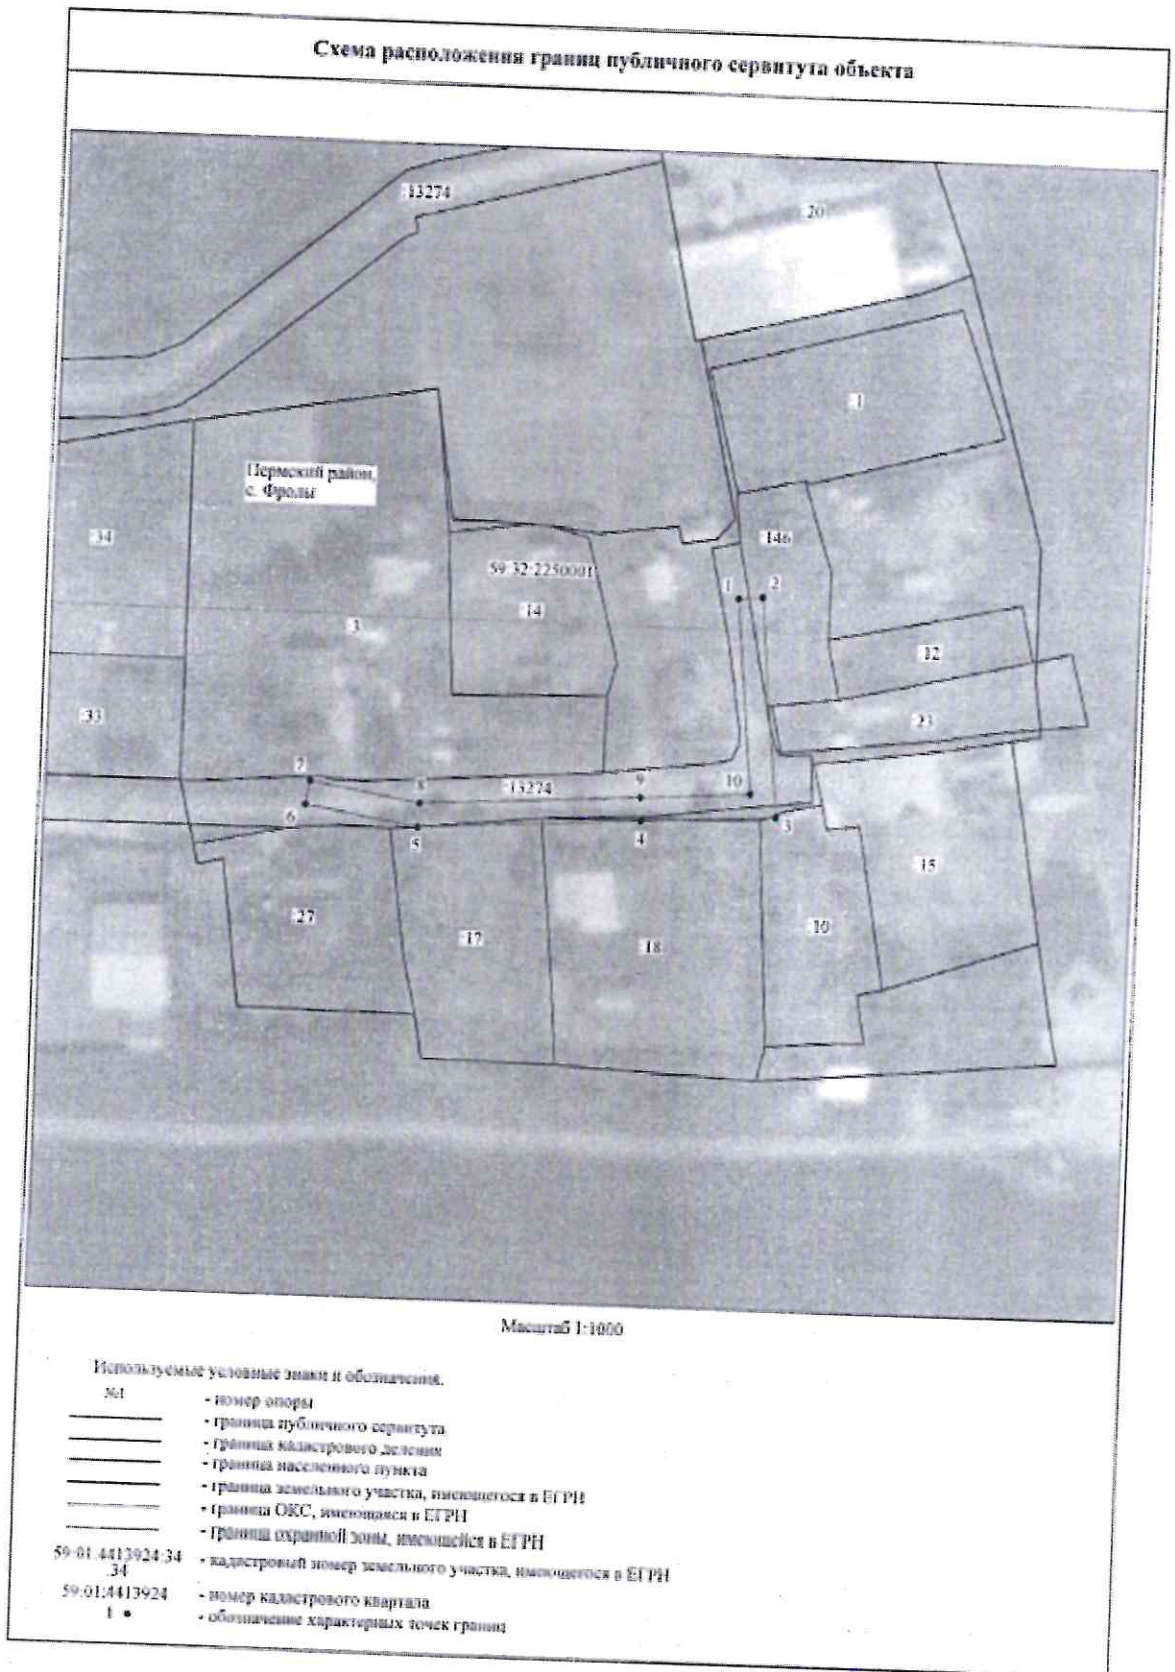 Схема расположения границ публичного сервитута объекта
:13274
20
:1
Пермский район,
с. Фролы
:34
:146
59:32:2250001
1
2
:14
:3
:12
:33
:23
7
8
:13274
9
10
6
5
4
3
:15
:27
:17
:18
:10
Масштаб 1:1000
Используемые условные знаки и обозначения.
№1 - номер опоры
- граница публичного сервитута
- граница кадастрового деления
- граница населенного пункта
- граница земельного участка, имеющегося в ЕГРН
- граница ОКС, имеющаяся в ЕГРН
- граница охранной зоны, имеющейся в ЕГРН
59:01:4413924:34 - кадастровый номер земельного участка, имеющегося в ЕГРН
34
59:01:4413924 - номер кадастрового квартала
1 • - обозначение характерных точек границ